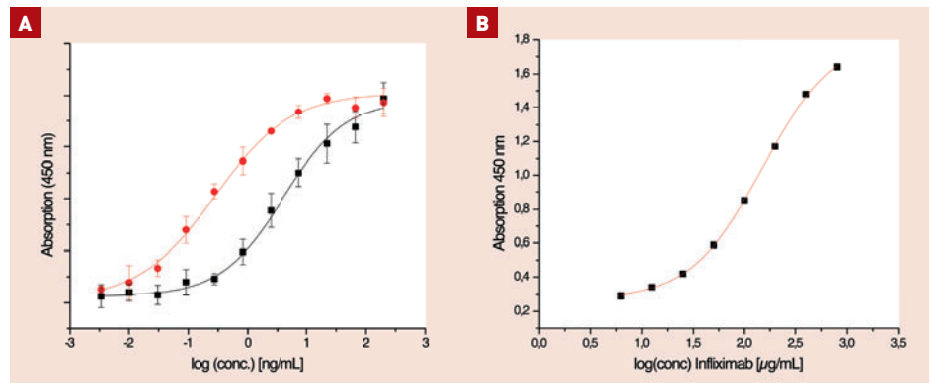 A
Absorption (450 nm)
-3 -2 -1 0 1 2 3
log (conc.) [ng/mL]
B
Absorption 450 nm
1,8
1,6
1,4
1,2
1,0
0,8
0,6
0,4
0,2
0,0 0,5 1,0 1,5 2,0 2,5 3,0 3,5
log(conc) Infliximab [µg/mL]